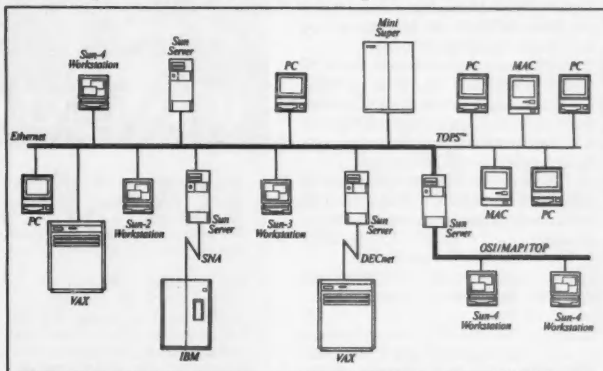 Mini
Super
Sun-4
Workstation
Sun
Server
PC
PC
MAC
PC
Ethernet
TOPS™
PC
Sun-2
Workstation
Sun
Server
Sun-3
Workstation
Sun
Server
Sun
Server
MAC
PC
VAX
SNA
DECnet
OSI/MAP/TOP
IBM
VAX
Sun-4
Workstation
Sun-4
Workstation